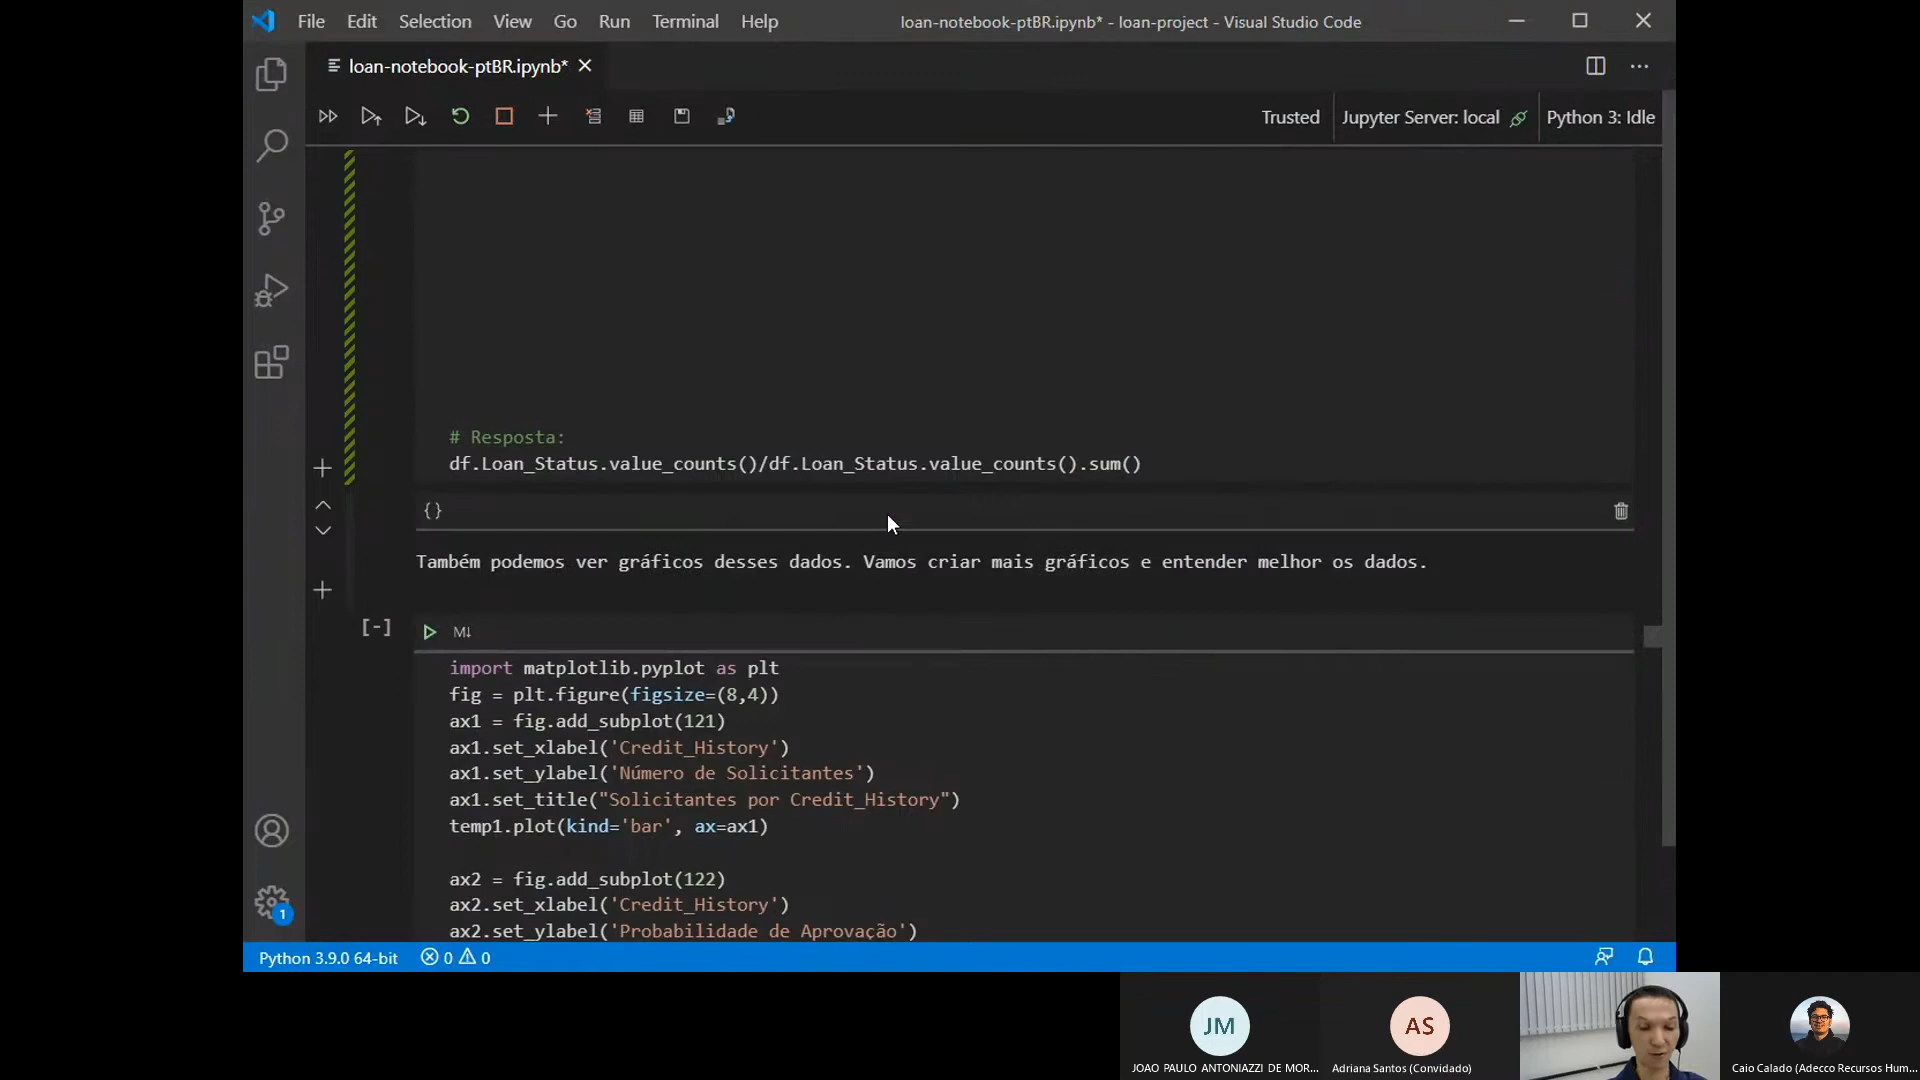 File Edit Selection View Go Run Terminal Help
loan-notebook-ptBR.ipynb* - loan-project - Visual Studio Code
loan-notebook-ptBR.ipynb*
Trusted
Jupyter Server: local
Python 3: Idle
# Resposta:
df.Loan_Status.value_counts()/df.Loan_Status.value_counts().sum()
{}
Também podemos ver gráficos desses dados. Vamos criar mais gráficos e entender melhor os dados.
[-]
M↓
import matplotlib.pyplot as plt
fig = plt.figure(figsize=(8,4))
ax1 = fig.add_subplot(121)
ax1.set_xlabel('Credit_History')
ax1.set_ylabel('Número de Solicitantes')
ax1.set_title("Solicitantes por Credit_History")
temp1.plot(kind='bar', ax=ax1)
ax2 = fig.add_subplot(122)
ax2.set_xlabel('Credit_History')
ax2.set_ylabel('Probabilidade de Aprovação')
1
Python 3.9.0 64-bit
0 0
JM
AS
JOAO PAULO ANTONIAZZI DE MOR...
Adriana Santos (Convidado)
Caio Calado (Adecco Recursos Hum...